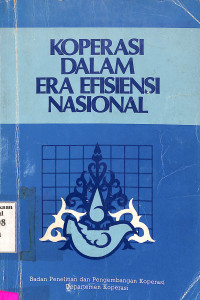 KOPERASI
DALAM
ERA EFISIENSI
NASIONAL
Badan Penelitian dan Pengembangan Koperasi
Departemen Koperasi